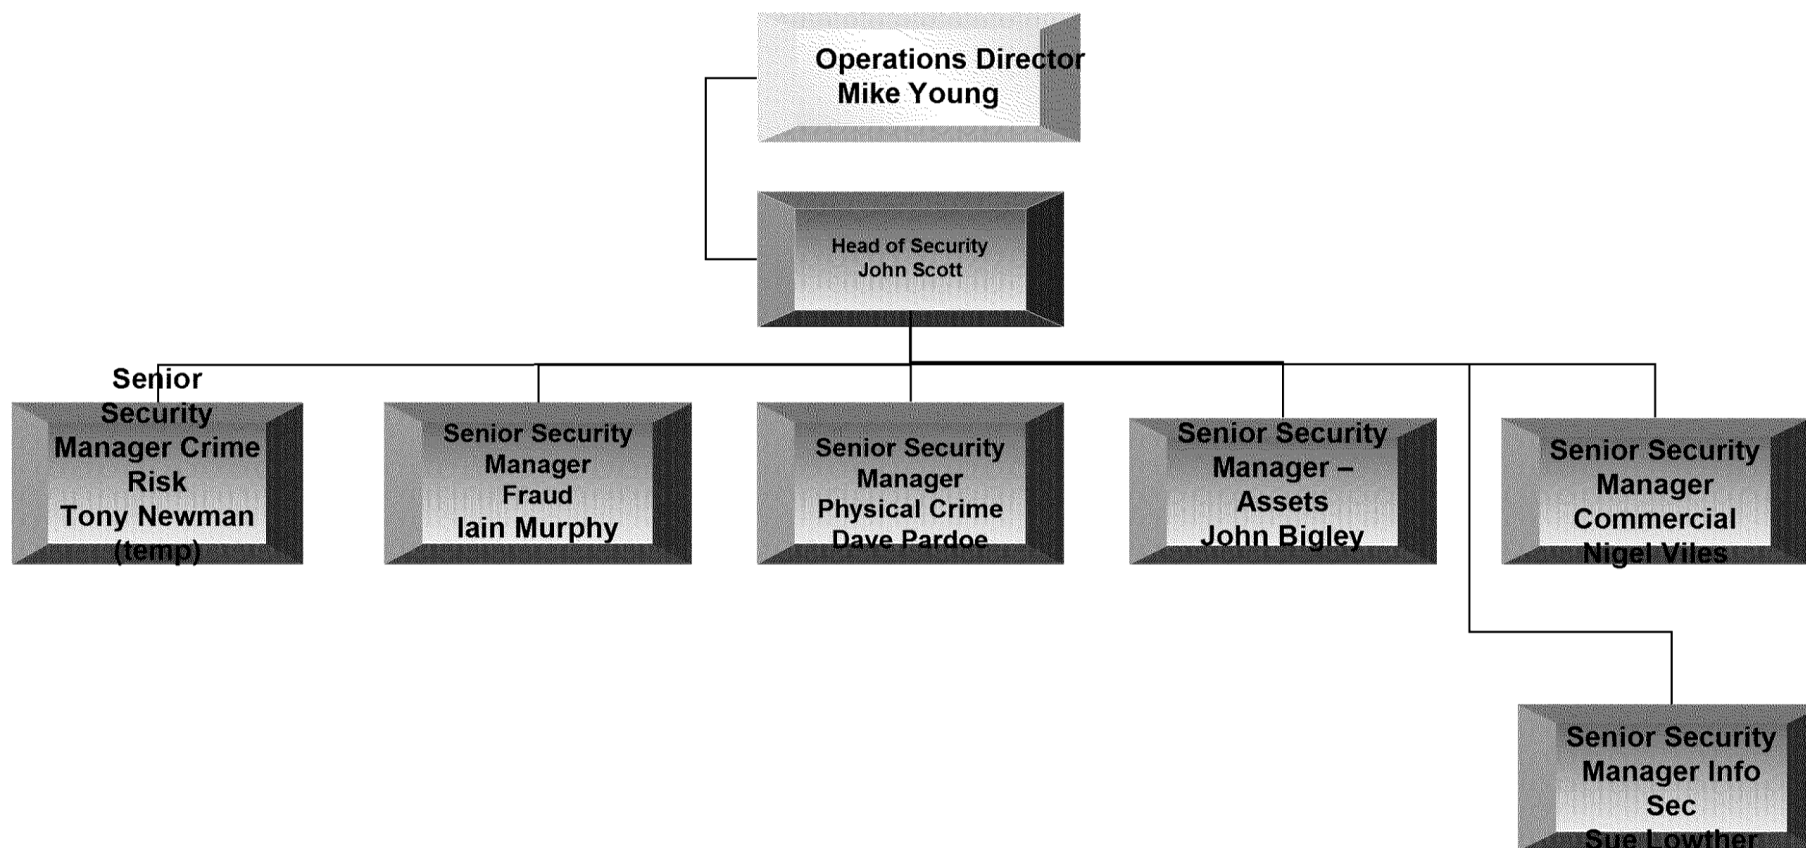 Operations Director
Mike Young
Head of Security
John Scott
Senior
Security
Manager Crime
Risk
Tony Newman
(temp)
Senior Security
Manager
Fraud
Iain Murphy
Senior Security
Manager
Physical Crime
Dave Pardoe
Senior Security
Manager –
Assets
John Bigley
Senior Security
Manager
Commercial
Nigel Viles
Senior Security
Manager Info
Sec
Sue Lowther